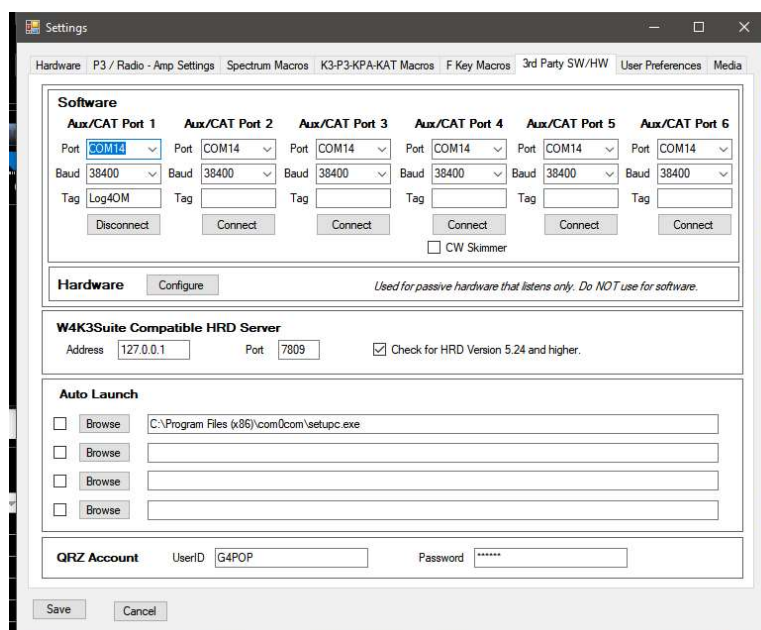 Settings
Hardware P3 / Radio - Amp Settings Spectrum Macros K3-P3-KPA-KAT Macros F Key Macros 3rd Party SW/HW User Preferences Media
Software
Aux/CAT Port 1 Aux/CAT Port 2 Aux/CAT Port 3 Aux/CAT Port 4 Aux/CAT Port 5 Aux/CAT Port 6
Port COM14 Port COM14 Port COM14 Port COM14 Port COM14 Port COM14
Baud 38400 Baud 38400 Baud 38400 Baud 38400 Baud 38400 Baud 38400
Tag Log4OM Tag Tag Tag Tag Tag
Disconnect Connect Connect Connect Connect Connect
CW Skimmer
Hardware Configure Used for passive hardware that listens only. Do NOT use for software.
W4K3Suite Compatible HRD Server
Address 127.0.0.1 Port 7809 Check for HRD Version 5.24 and higher.
Auto Launch
Browse C:\Program Files (x86)\com0com\setupc.exe
Browse
Browse
Browse
QRZ Account UserID G4POP Password ••••••
Save Cancel